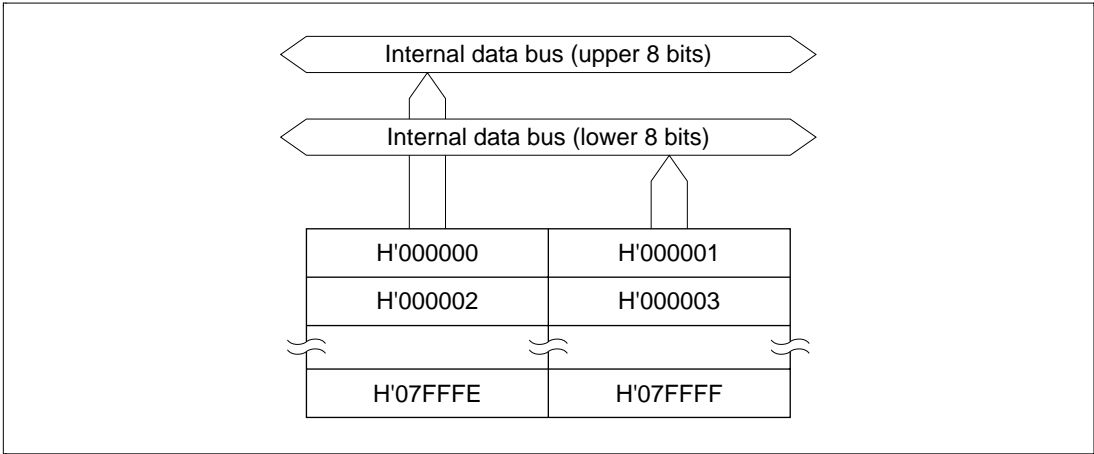 Internal data bus (upper 8 bits)
Internal data bus (lower 8 bits)
H'000000 H'000001
H'000002 H'000003
H'07FFFE H'07FFFF